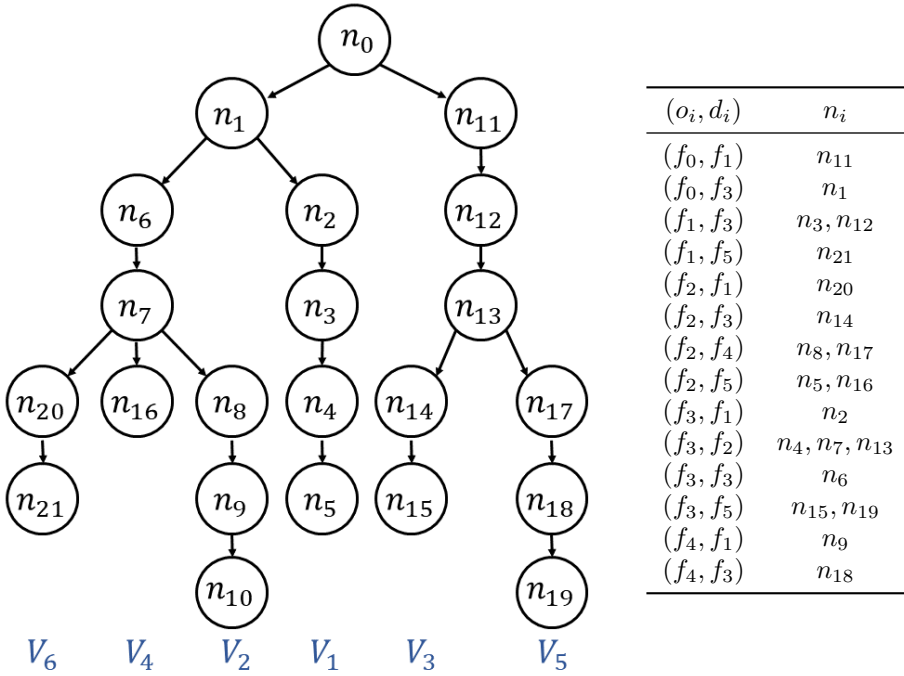 n₀
n₁ n₁₁
n₆ n₂ n₁₂
n₇ n₃ n₁₃
n₂₀ n₁₆ n₈ n₄ n₁₄ n₁₇
n₂₁ n₉ n₅ n₁₅ n₁₈
n₁₀ n₁₉
V₆ V₄ V₂ V₁ V₃ V₅
(oᵢ, dᵢ) nᵢ
(f₀, f₁) n₁₁
(f₀, f₃) n₁
(f₁, f₃) n₃, n₁₂
(f₁, f₅) n₂₁
(f₂, f₁) n₂₀
(f₂, f₃) n₁₄
(f₂, f₄) n₈, n₁₇
(f₂, f₅) n₅, n₁₆
(f₃, f₁) n₂
(f₃, f₂) n₄, n₇, n₁₃
(f₃, f₃) n₆
(f₃, f₅) n₁₅, n₁₉
(f₄, f₁) n₉
(f₄, f₃) n₁₈